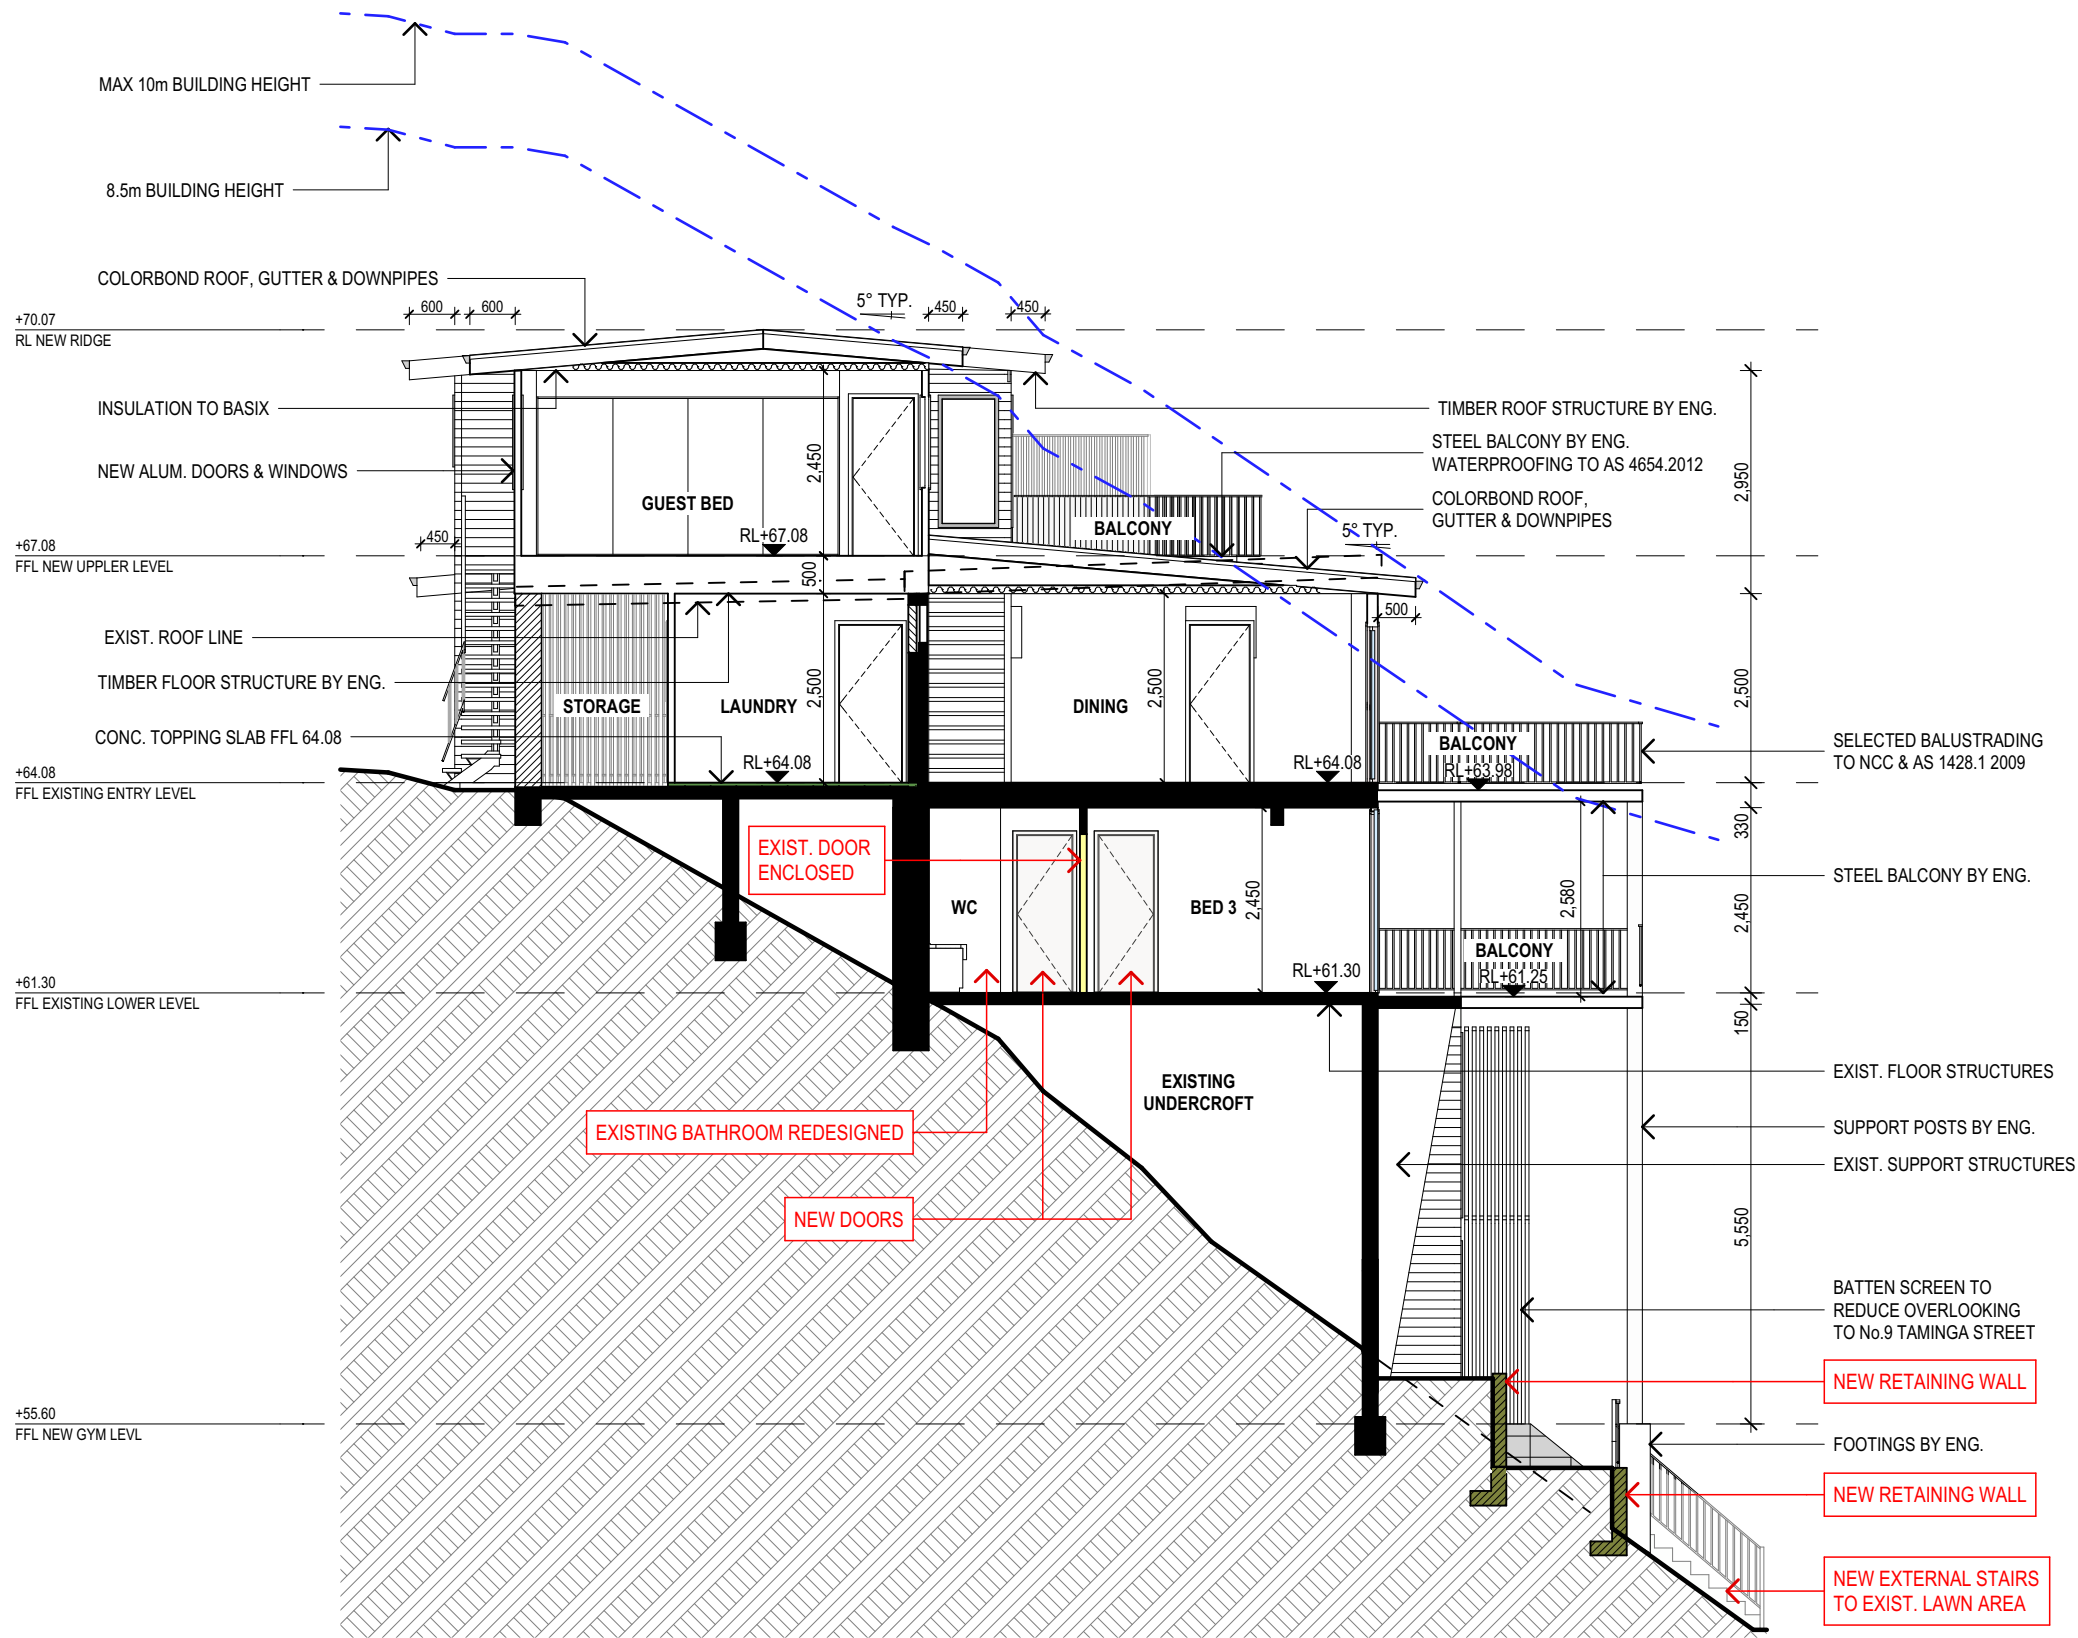 MAX 10m BUILDING HEIGHT
8.5m BUILDING HEIGHT
COLORBOND ROOF, GUTTER & DOWNPIPES
600
600
5° TYP.
450
450
+70.07
RL NEW RIDGE
INSULATION TO BASIX
TIMBER ROOF STRUCTURE BY ENG.
STEEL BALCONY BY ENG.
WATERPROOFING TO AS 4654.2012
NEW ALUM. DOORS & WINDOWS
2,450
2,950
COLORBOND ROOF,
GUTTER & DOWNPIPES
GUEST BED
BALCONY
RL+67.08
450
5° TYP.
+67.08
FFL NEW UPPLER LEVEL
500
500
EXIST. ROOF LINE
TIMBER FLOOR STRUCTURE BY ENG.
2,500
2,500
2,500
STORAGE
LAUNDRY
DINING
CONC. TOPPING SLAB FFL 64.08
BALCONY
SELECTED BALUSTRADING
TO NCC & AS 1428.1 2009
RL+64.08
RL+64.08
RL+63.98
+64.08
FFL EXISTING ENTRY LEVEL
330
EXIST. DOOR
ENCLOSED
STEEL BALCONY BY ENG.
WC
BED 3
2,450
2,580
2,450
BALCONY
RL+61.30
RL+61.25
+61.30
FFL EXISTING LOWER LEVEL
150
EXISTING
UNDERCROFT
EXIST. FLOOR STRUCTURES
EXISTING BATHROOM REDESIGNED
SUPPORT POSTS BY ENG.
EXIST. SUPPORT STRUCTURES
NEW DOORS
5,550
BATTEN SCREEN TO
REDUCE OVERLOOKING
TO No.9 TAMINGA STREET
NEW RETAINING WALL
+55.60
FFL NEW GYM LEVL
FOOTINGS BY ENG.
NEW RETAINING WALL
NEW EXTERNAL STAIRS
TO EXIST. LAWN AREA